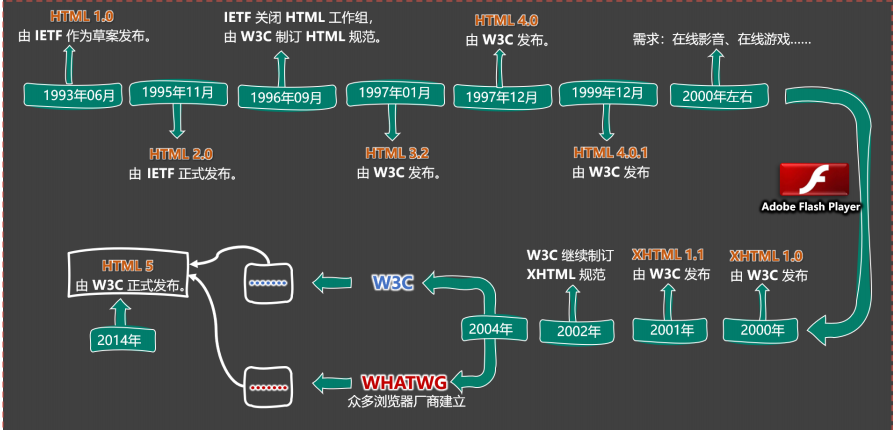 HTML 1.0
由 IETF 作为草案发布。
1993年06月
1995年11月
HTML 2.0
由 IETF 正式发布。
IETF 关闭 HTML 工作组,
由 W3C 制订 HTML 规范。
1996年09月
1997年01月
HTML 3.2
由 W3C 发布。
HTML 4.0
由 W3C 发布。
1997年12月
1999年12月
HTML 4.0.1
由 W3C 发布
需求：在线影音、在线游戏......
2000年左右
Adobe Flash Player
XHTML 1.0
由 W3C 发布
2000年
XHTML 1.1
由 W3C 发布
2001年
W3C 继续制订
XHTML 规范
2002年
2004年
W3C
WHATWG
众多浏览器厂商建立
.......
.......
HTML 5
由 W3C 正式发布。
2014年